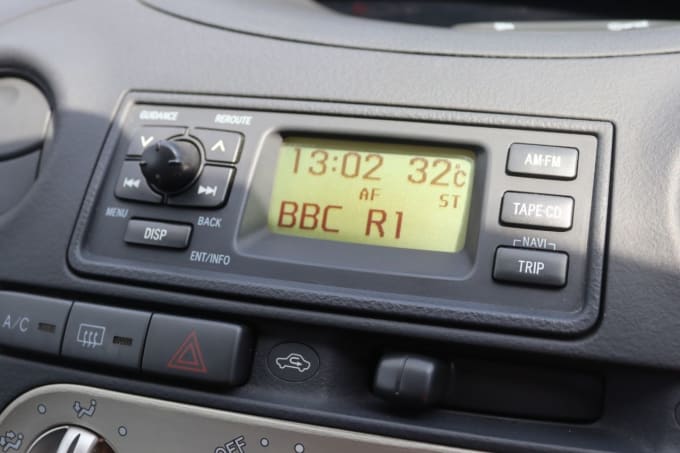 GUIDANCE REROUTE
MENU
BACK
DISP
ENT/INFO
13:02 32°C
AF ST
BBC R1
AM·FM
TAPE·CD
NAVI
TRIP
A/C
OFF